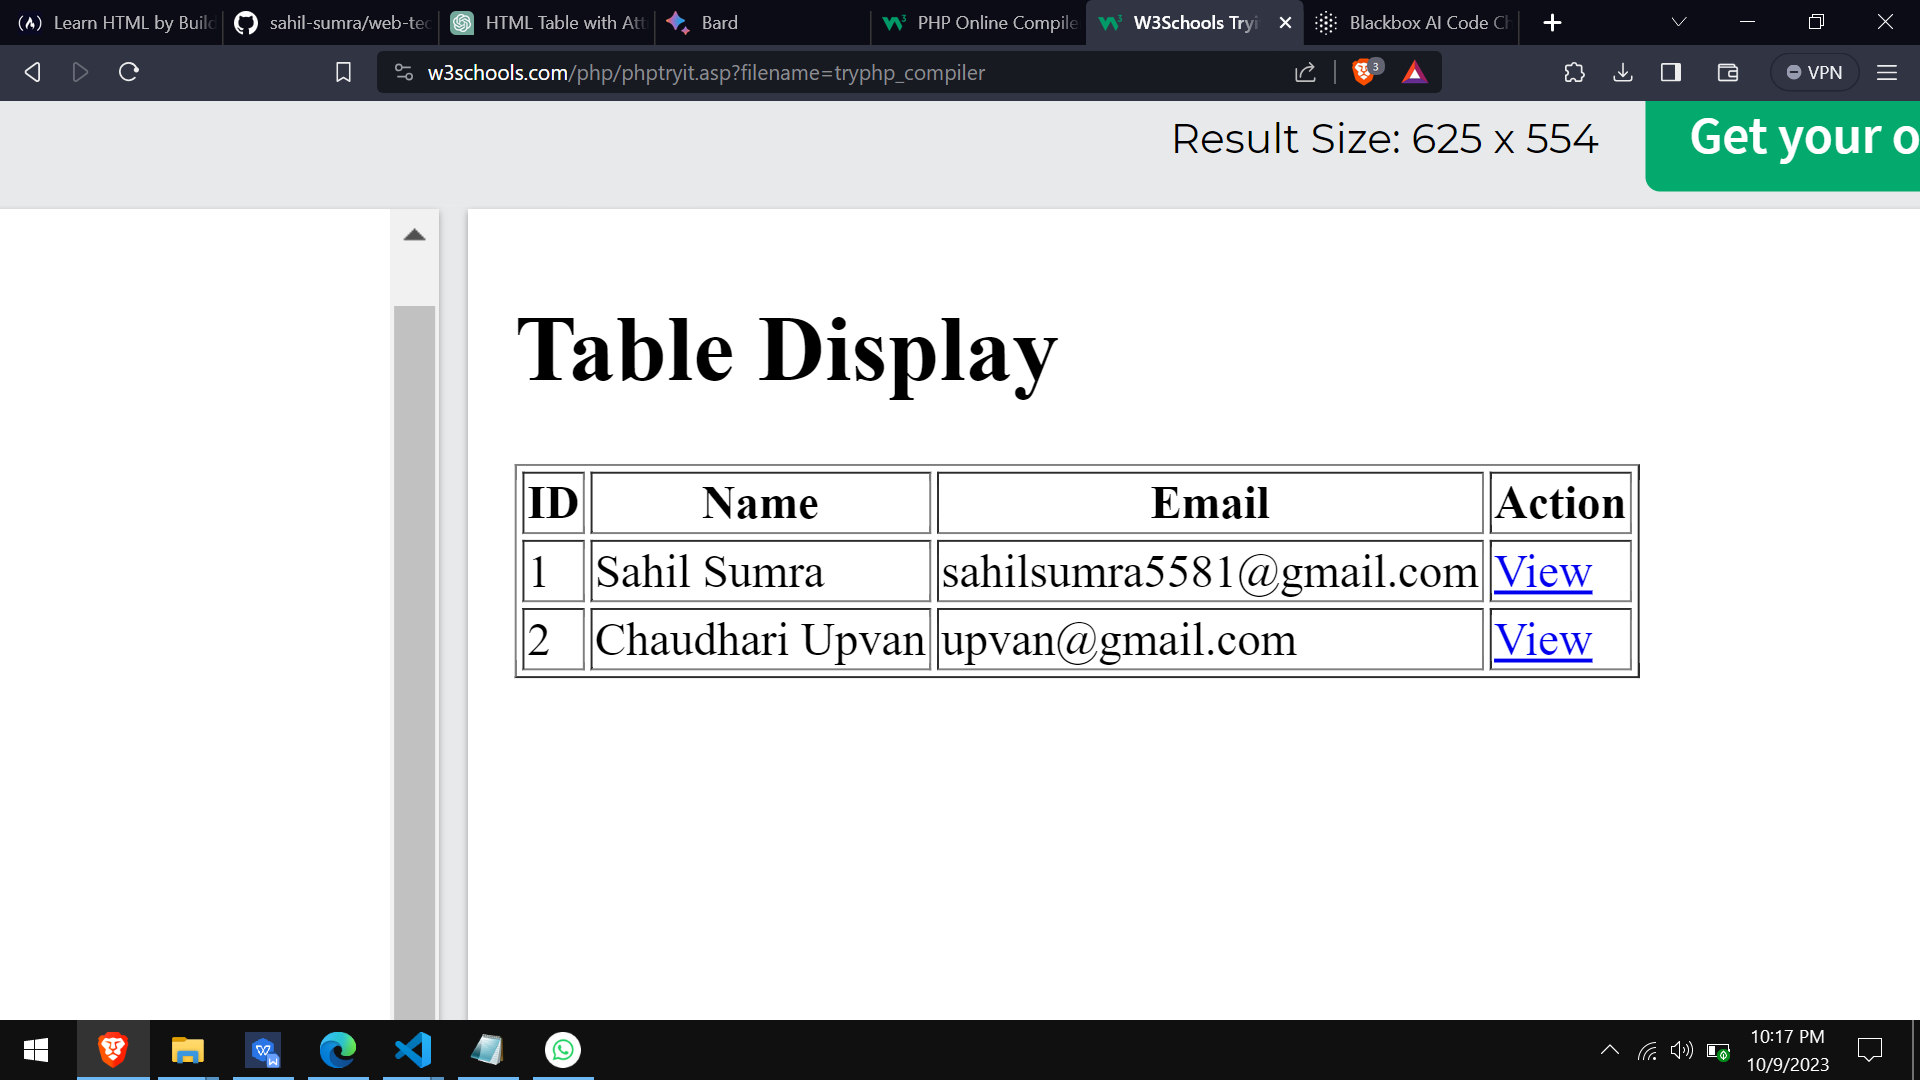 Learn HTML by Build
sahil-sumra/web-tec
HTML Table with Att
Bard
PHP Online Compile
W3Schools Tryi
Blackbox AI Code Ch
w3schools.com/php/phptryit.asp?filename=tryphp_compiler
3
VPN
Result Size: 625 x 554
Get your o
Table Display
ID Name Email Action
1 Sahil Sumra sahilsumra5581@gmail.com View
2 Chaudhari Upvan upvan@gmail.com View
10:17 PM
10/9/2023